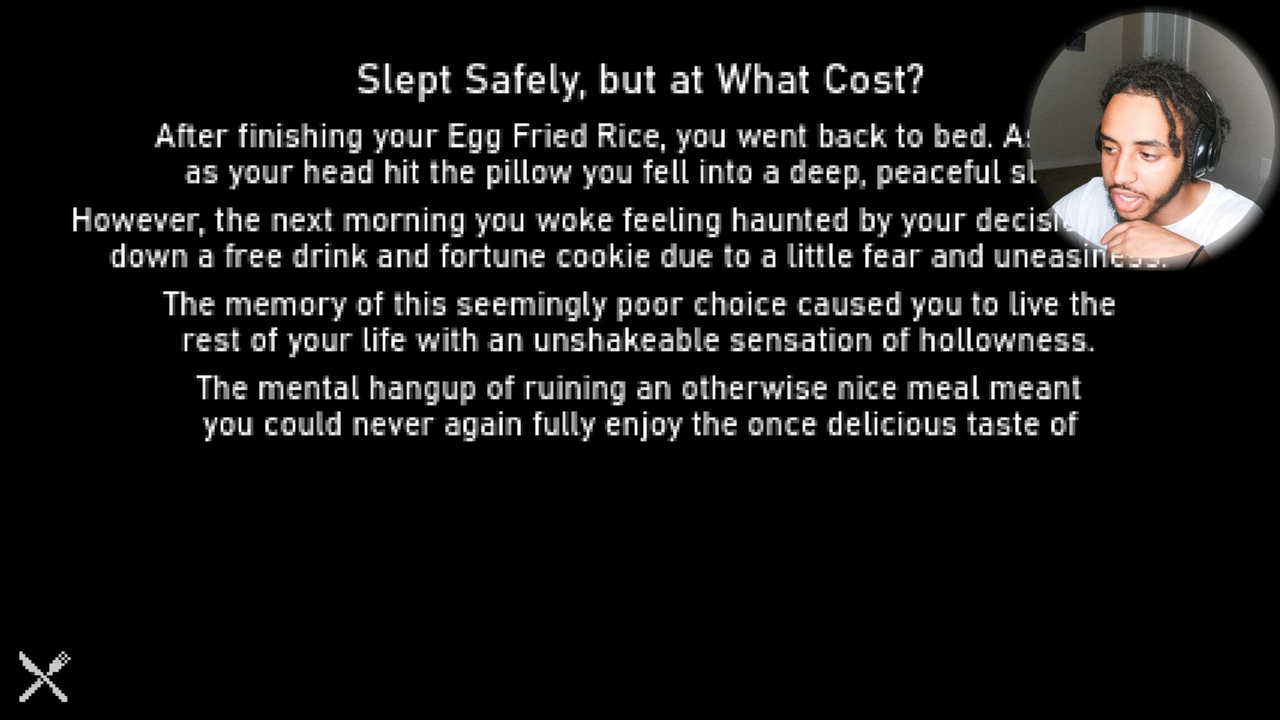 Slept Safely, but at What Cost?
After finishing your Egg Fried Rice, you went back to bed.
as your head hit the pillow you fell into a deep, peaceful
However, the next morning you woke feeling haunted by your
down a free drink and fortune cookie due to a little fear and uneasiness.
The memory of this seemingly poor choice caused you to live the
rest of your life with an unshakeable sensation of hollowness.
The mental hangup of ruining an otherwise nice meal meant
you could never again fully enjoy the once delicious taste of